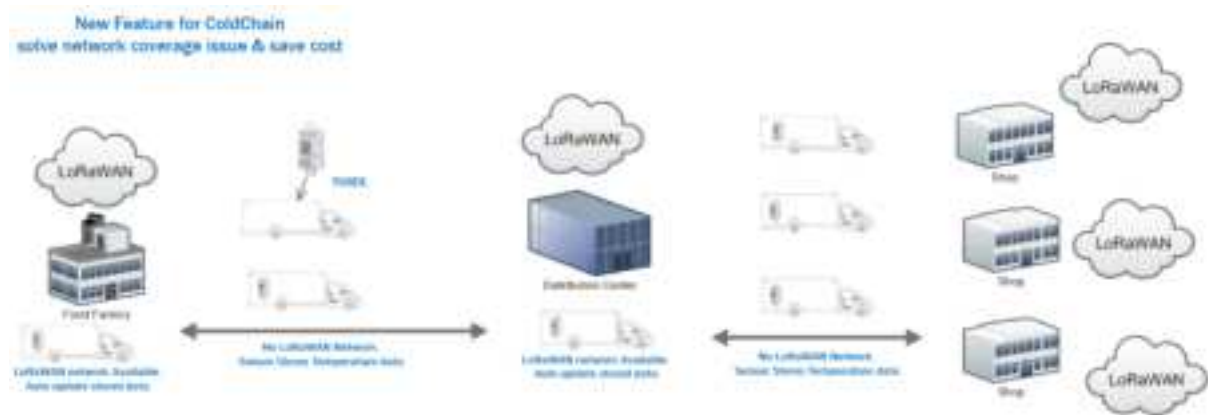 New Feature for ColdChain
solve network coverage issue & save cost
LoRaWAN
LoRaWAN
LoRaWAN
LoRaWAN
LoRaWAN
Shop
Shop
Shop
Food Factory
Distribution Center
LoRaWAN network Available
Auto update stored data
No LoRaWAN Network
Sensor Stores Temperature data
LoRaWAN network Available
Auto update stored data
No LoRaWAN Network
Sensor Stores Temperature data